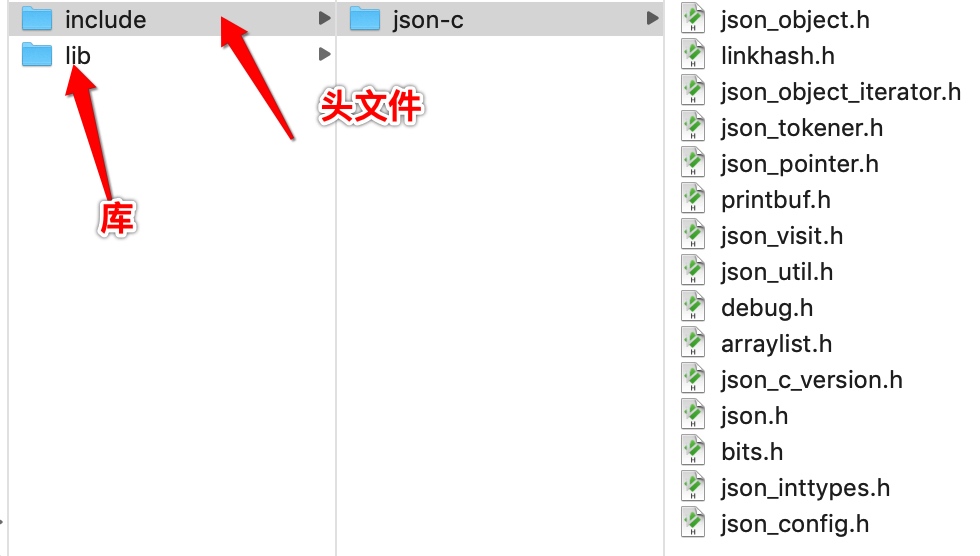 include
lib
头文件
库
json-c
json_object.h
linkhash.h
json_object_iterator.h
json_tokener.h
json_pointer.h
printbuf.h
json_visit.h
json_util.h
debug.h
arraylist.h
json_c_version.h
json.h
bits.h
json_inttypes.h
json_config.h